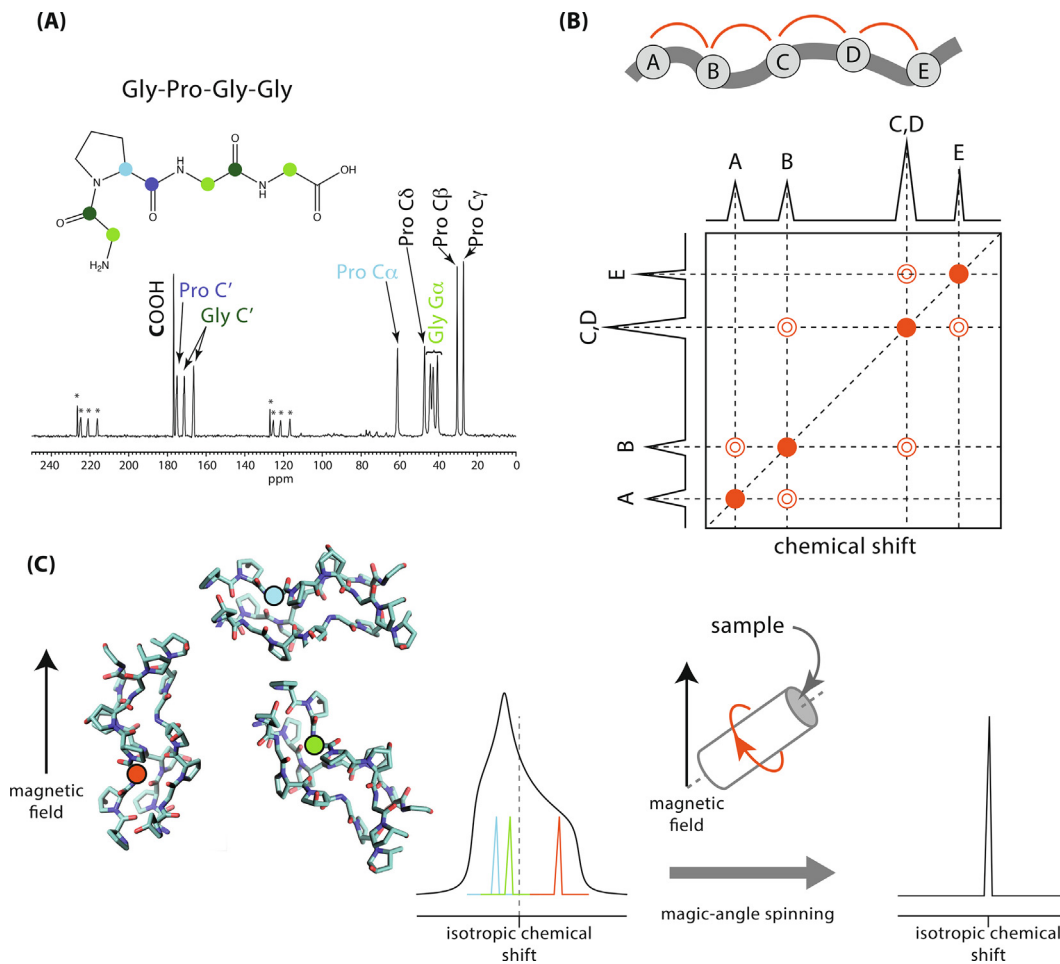 (A)
Gly-Pro-Gly-Gly
N
O
H
N
O
N
H
O
OH
O
H₂N
COOH
Pro C′
Gly C′
Pro Cα
Pro Cδ
Gly Gα
Pro Cβ
Pro Cγ
* * * *
* * * *
240 220 200 180 160 140 120 100 80 60 40 20 0
ppm
(B)
A B C D E
A B C,D E
E
C,D
B
A
chemical shift
(C)
magnetic
field
isotropic chemical
shift
sample
magnetic
field
magic-angle spinning
isotropic chemical
shift